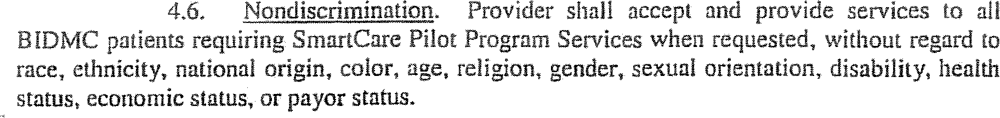 4.6. Nondiscrimination. Provider shall accept and provide services to all
BIDMC patients requiring SmartCare Pilot Program Services when requested, without regard to
race, ethnicity, national origin, color, age, religion, gender, sexual orientation, disability, health
status, economic status, or payor status.